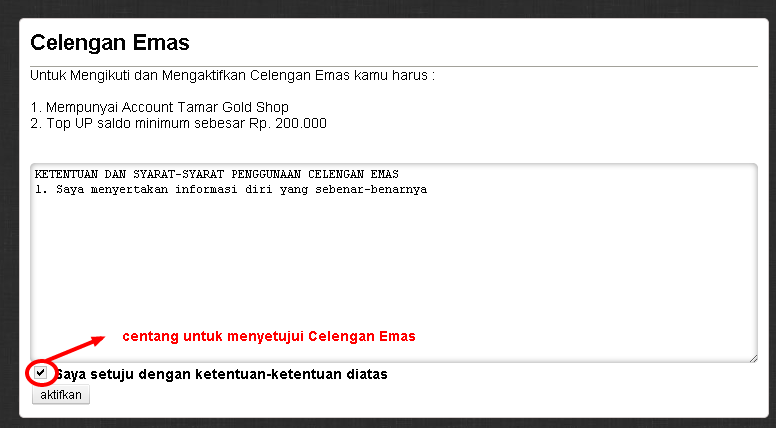 Celengan Emas
Untuk Mengikuti dan Mengaktifkan Celengan Emas kamu harus :
1. Mempunyai Account Tamar Gold Shop
2. Top UP saldo minimum sebesar Rp. 200.000
KETENTUAN DAN SYARAT-SYARAT PENGGUNAAN CELENGAN EMAS
1. Saya menyertakan informasi diri yang sebenar-benarnya
centang untuk menyetujui Celengan Emas
Saya setuju dengan ketentuan-ketentuan diatas
aktifkan